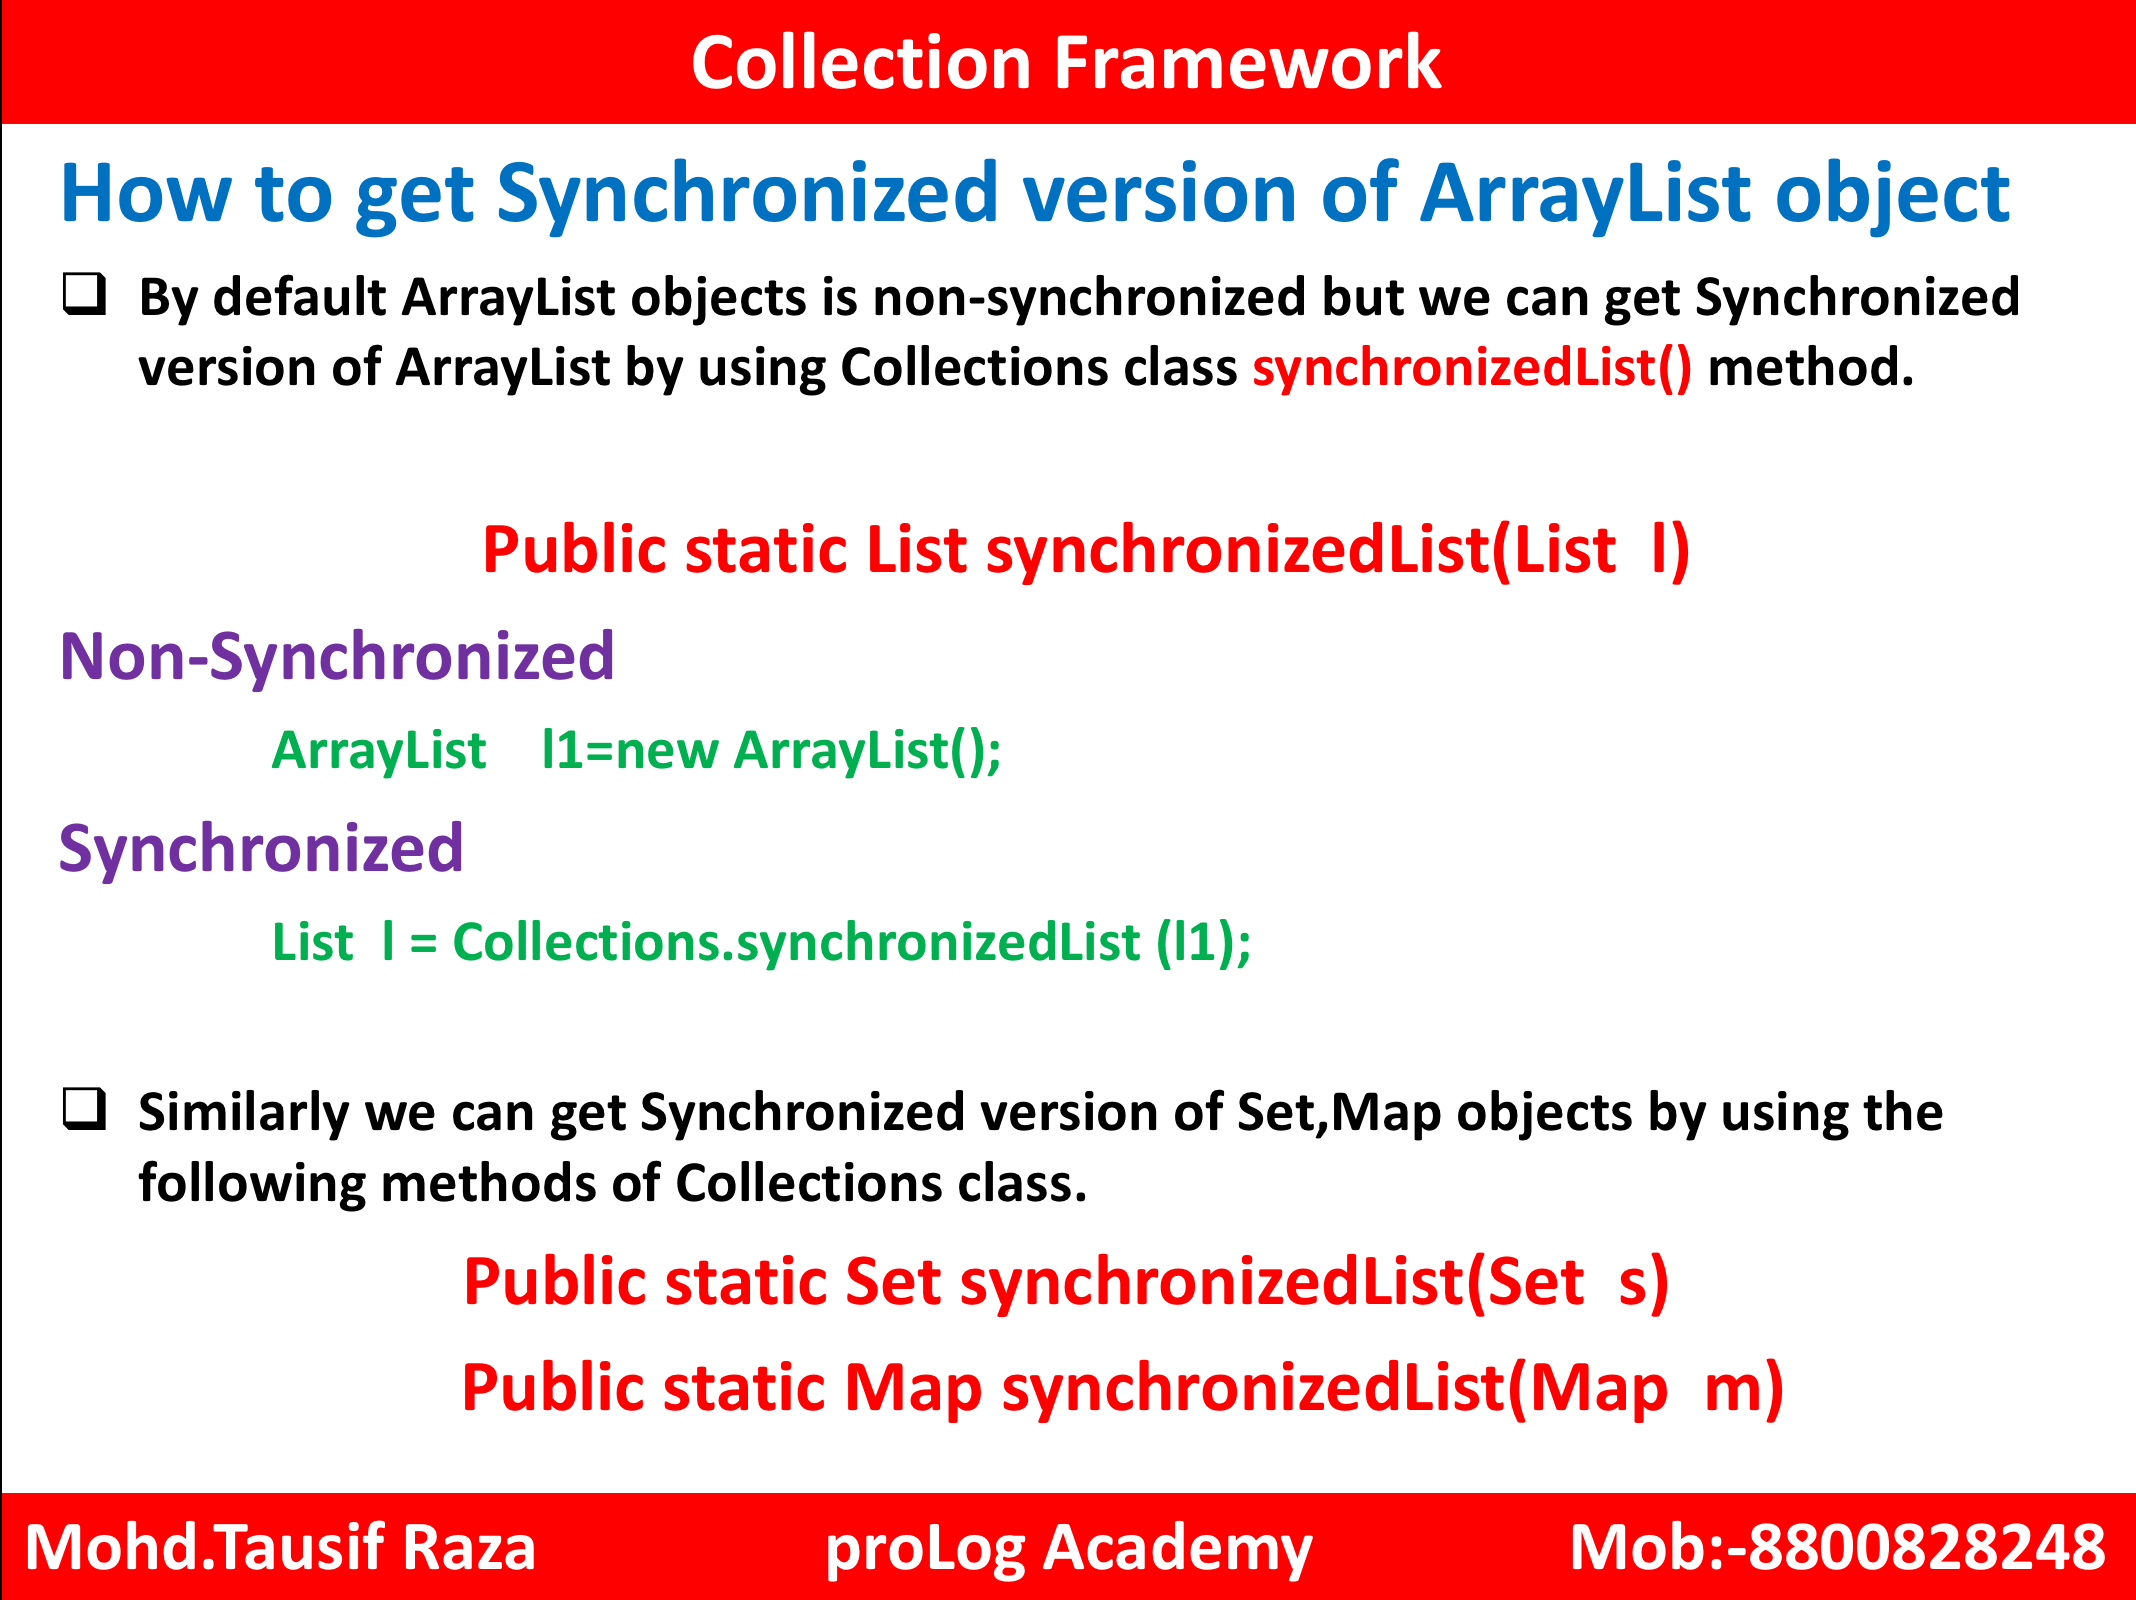 Collection Framework
How to get Synchronized version of ArrayList object
❑ By default ArrayList objects is non-synchronized but we can get Synchronized
version of ArrayList by using Collections class synchronizedList() method.
Public static List synchronizedList(List l)
Non-Synchronized
ArrayList l1=new ArrayList();
Synchronized
List l = Collections.synchronizedList (l1);
❑ Similarly we can get Synchronized version of Set,Map objects by using the
following methods of Collections class.
Public static Set synchronizedList(Set s)
Public static Map synchronizedList(Map m)
Mohd.Tausif Raza proLog Academy Mob:-8800828248